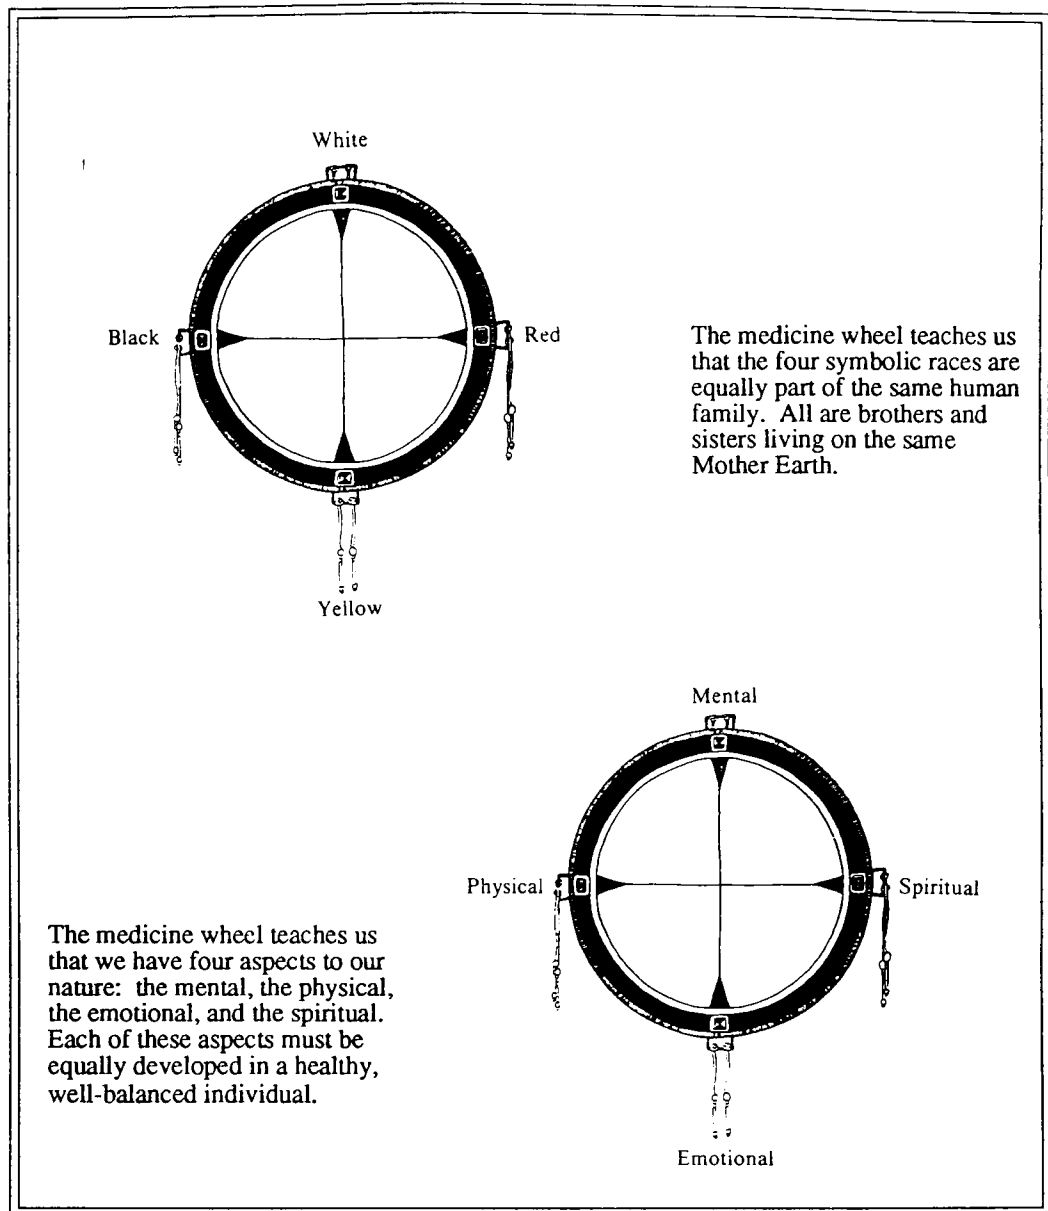 White
Black
Red
The medicine wheel teaches us
that the four symbolic races are
equally part of the same human
family. All are brothers and
sisters living on the same
Mother Earth.
Yellow
Mental
Physical
Spiritual
The medicine wheel teaches us
that we have four aspects to our
nature: the mental, the physical,
the emotional, and the spiritual.
Each of these aspects must be
equally developed in a healthy,
well-balanced individual.
Emotional